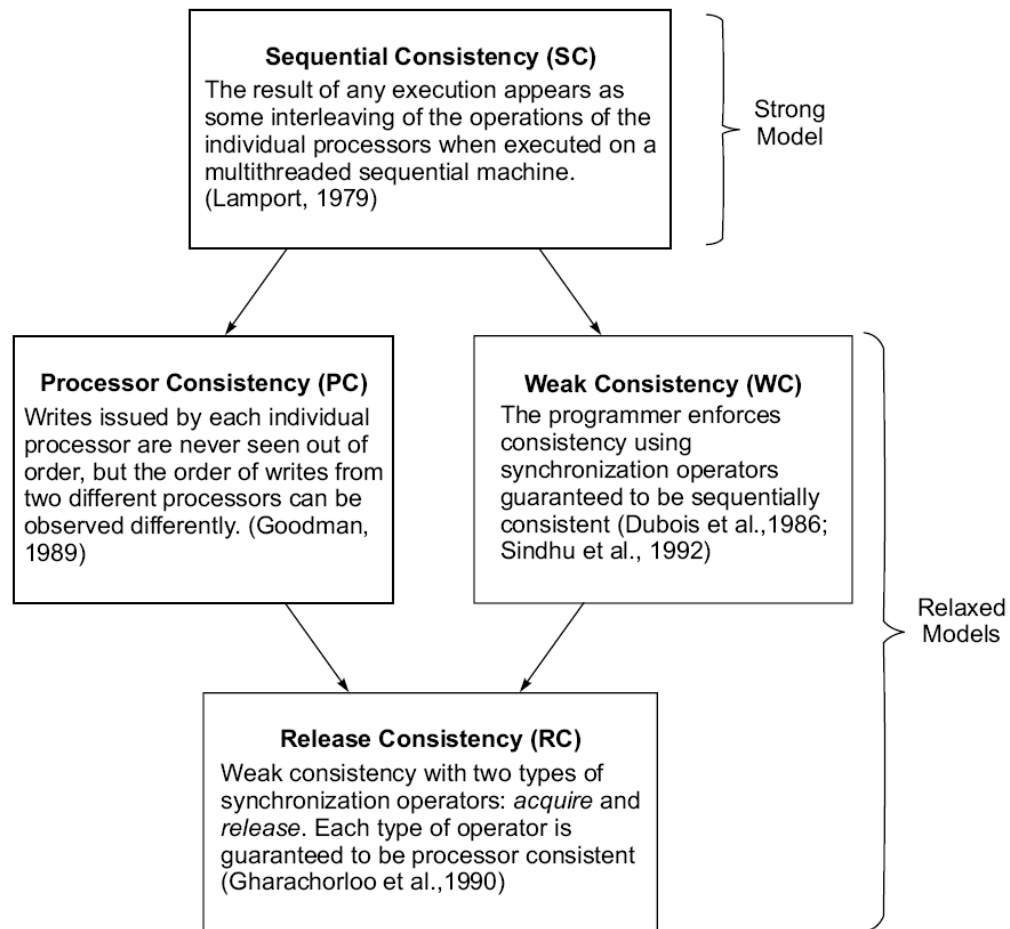 Sequential Consistency (SC)
The result of any execution appears as
some interleaving of the operations of the
individual processors when executed on a
multithreaded sequential machine.
(Lamport, 1979)
Strong
Model
Processor Consistency (PC)
Writes issued by each individual
processor are never seen out of
order, but the order of writes from
two different processors can be
observed differently. (Goodman,
1989)
Weak Consistency (WC)
The programmer enforces
consistency using
synchronization operators
guaranteed to be sequentially
consistent (Dubois et al.,1986;
Sindhu et al., 1992)
Relaxed
Models
Release Consistency (RC)
Weak consistency with two types of
synchronization operators: acquire and
release. Each type of operator is
guaranteed to be processor consistent
(Gharachorloo et al.,1990)